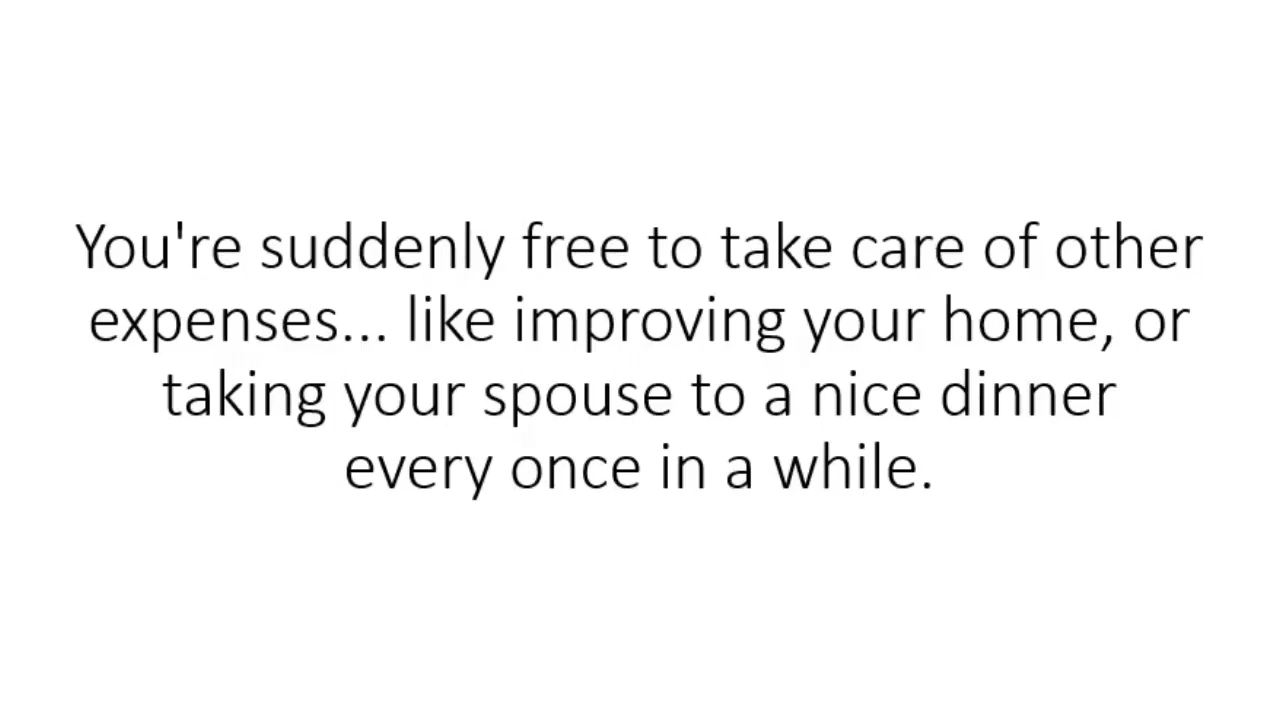 You're suddenly free to take care of other
expenses... like improving your home, or
taking your spouse to a nice dinner
every once in a while.